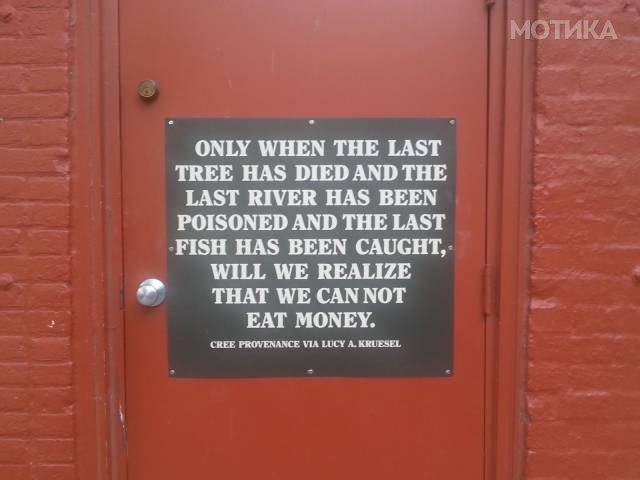 МОТИКА
ONLY WHEN THE LAST
TREE HAS DIED AND THE
LAST RIVER HAS BEEN
POISONED AND THE LAST
FISH HAS BEEN CAUGHT,
WILL WE REALIZE
THAT WE CAN NOT
EAT MONEY.
CREE PROVENANCE VIA LUCY A. KRUESEL